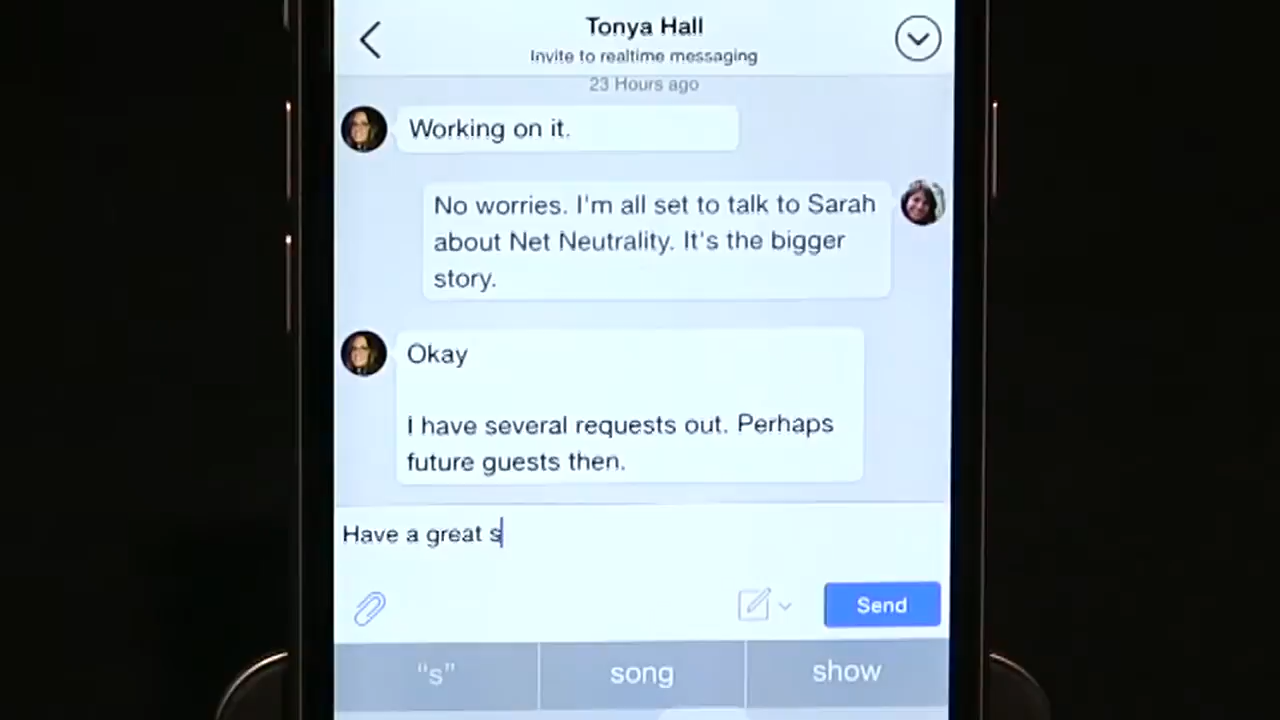 Tonya Hall
Invite to realtime messaging
23 Hours ago
Working on it.
No worries. I'm all set to talk to Sarah
about Net Neutrality. It's the bigger
story.
Okay
I have several requests out. Perhaps
future guests then.
Have a great s
Send
"s"
song
show